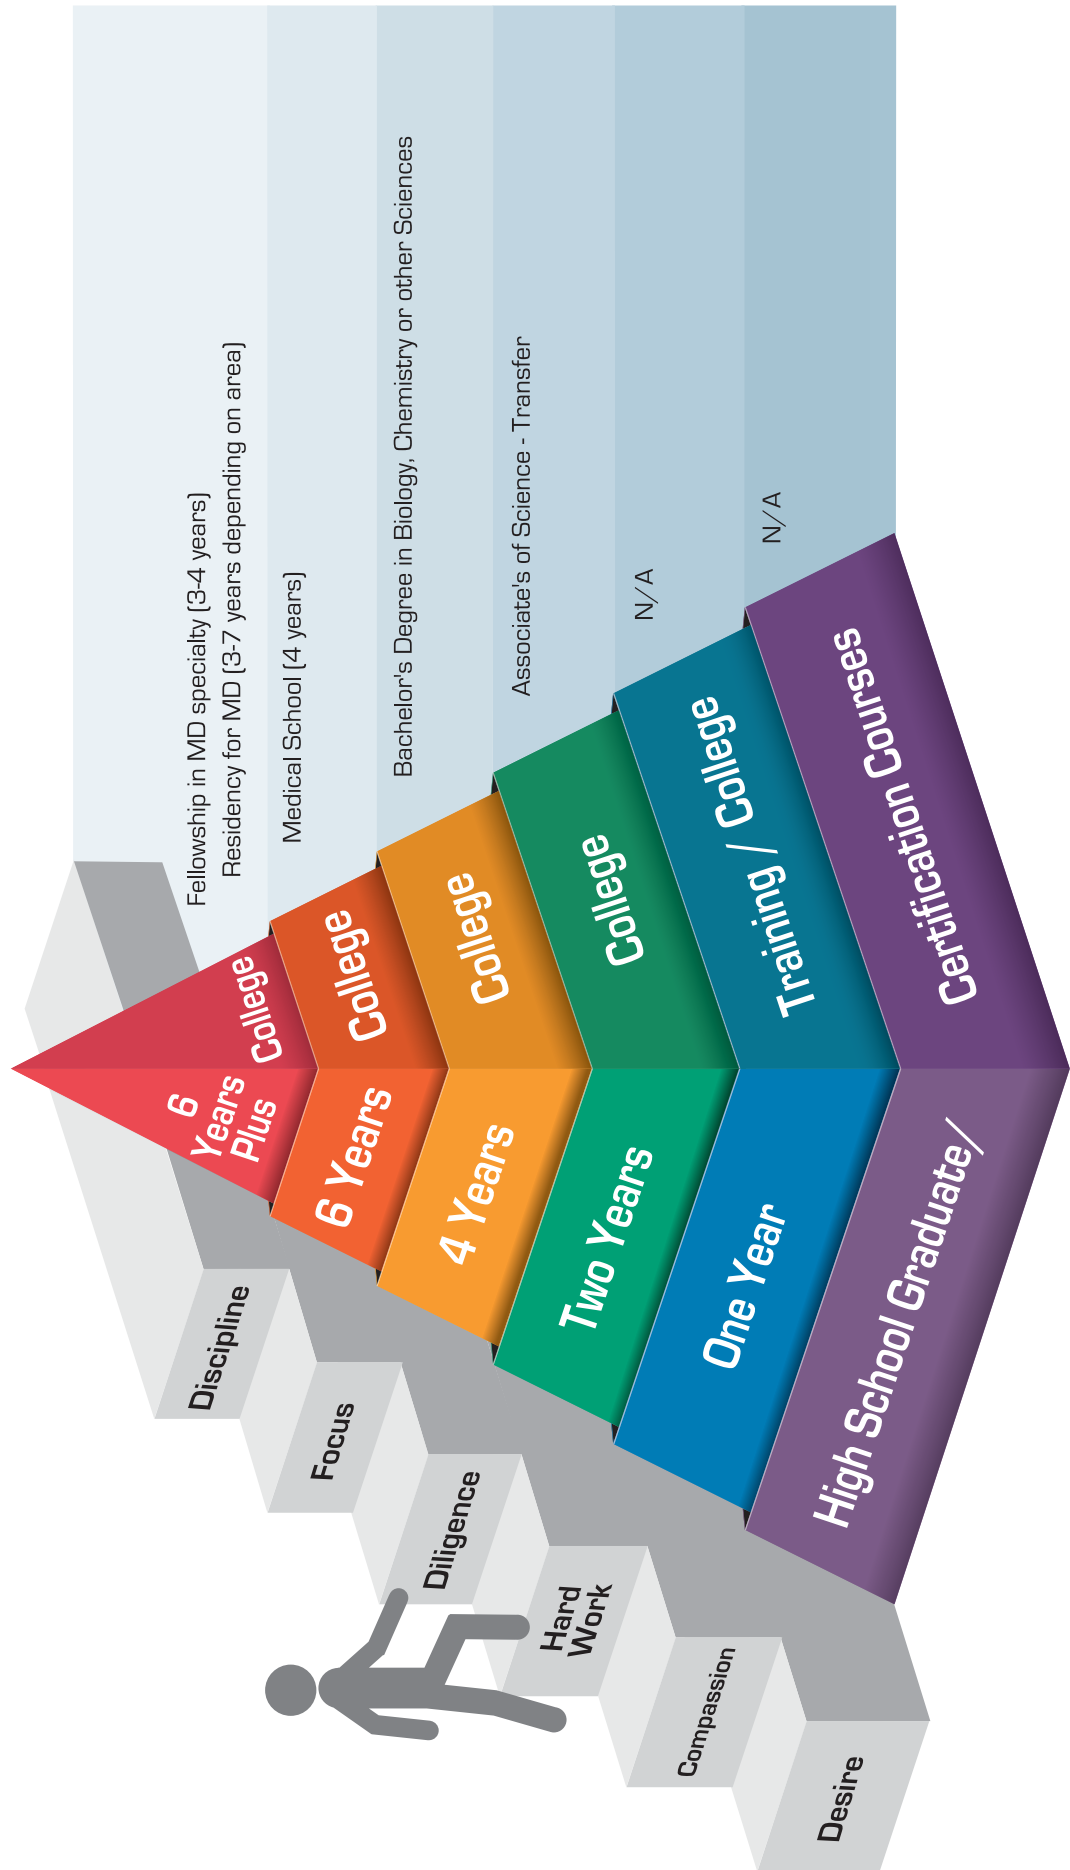 6
Years
Plus
College
Fellowship in MD specialty (3-4 years)
Residency for MD (3-7 years depending on area)
6 Years
College
Medical School (4 years)
4 Years
College
Bachelor's Degree in Biology, Chemistry or other Sciences
Two Years
College
Associate's of Science - Transfer
One Year
Training / College
N/A
High School Graduate/
Certification Courses
N/A
Discipline
Focus
Diligence
Hard
Work
Compassion
Desire